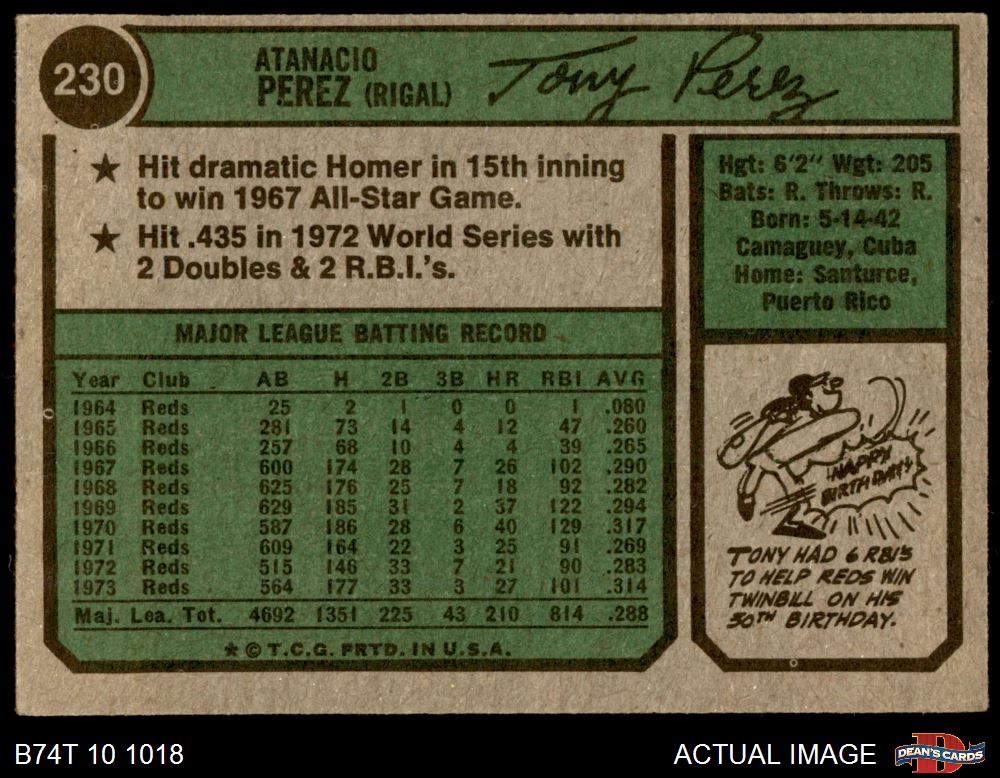 230
ATANACIO
PEREZ (RIGAL)
Tony Perez
★ Hit dramatic Homer in 15th inning
to win 1967 All-Star Game.
★ Hit .435 in 1972 World Series with
2 Doubles & 2 R.B.I.'s.
Hgt: 6'2" Wgt: 205
Bats: R. Throws: R.
Born: 5-14-42
Camaguey, Cuba
Home: Santurce,
Puerto Rico
MAJOR LEAGUE BATTING RECORD
Year Club AB H 2B 3B HR RBI AVG
1964 Reds 25 2 1 0 0 1 .080
1965 Reds 281 73 14 4 12 47 .260
1966 Reds 257 68 10 4 4 39 .265
1967 Reds 600 174 28 7 26 102 .290
1968 Reds 625 176 25 7 18 92 .282
1969 Reds 629 185 31 2 37 122 .294
1970 Reds 587 186 28 6 40 129 .317
1971 Reds 609 164 22 3 25 91 .269
1972 Reds 515 146 33 7 21 90 .283
1973 Reds 564 177 33 3 27 101 .314
Maj. Lea. Tot. 4692 1351 225 43 210 814 .288
★ © T.C.G. PRTD. IN U.S.A.
HAPPY
BIRTHDAY!
TONY HAD 6 RBI'S
TO HELP REDS WIN
TWINBILL ON HIS
30TH BIRTHDAY.
B74T 10 1018
ACTUAL IMAGE
DEAN'S CARDS